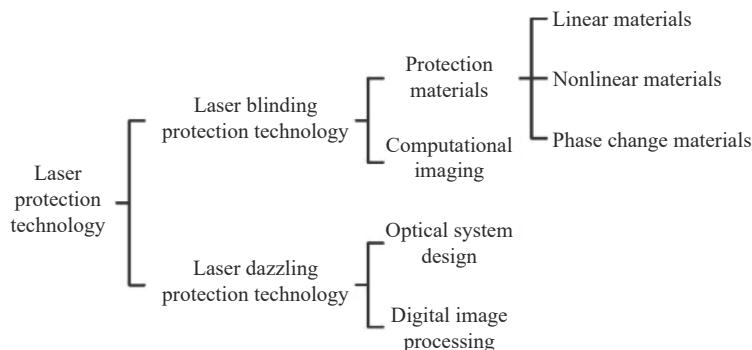 Laser
protection
technology
Laser blinding
protection technology
Protection
materials
Linear materials
Nonlinear materials
Phase change materials
Computational
imaging
Laser dazzling
protection technology
Optical system
design
Digital image
processing